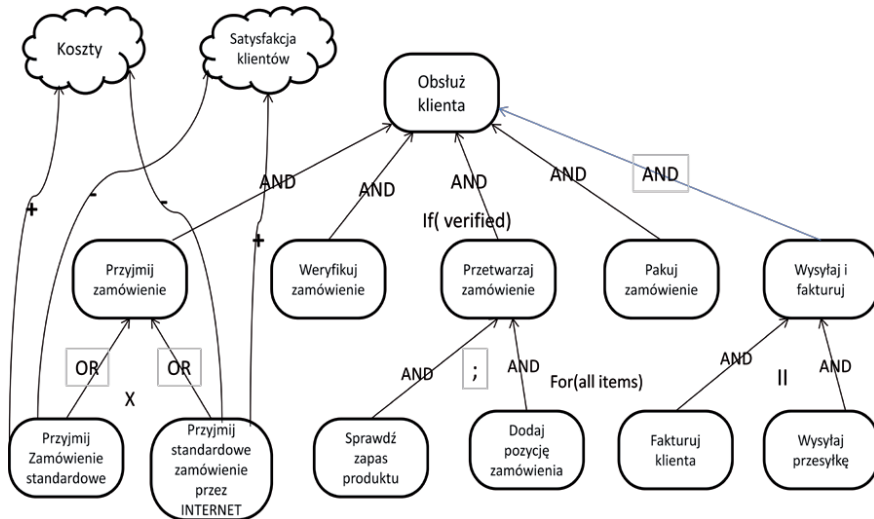 Koszty
Satysfakcja
klientów
Obsłuż
klienta
AND
AND
AND
AND
AND
If( verified)
+
-
-
+
Przyjmij
zamówienie
Weryfikuj
zamówienie
Przetwarzaj
zamówienie
Pakuj
zamówienie
Wysyłaj i
fakturuj
OR
OR
X
AND
;
AND
For(all items)
AND
||
AND
Przyjmij
Zamówienie
standardowe
Przyjmij
standardowe
zamówienie
przez
INTERNET
Sprawdź
zapas
produktu
Dodaj
pozycję
zamówienia
Fakturuj
klienta
Wysyłaj
przesyłkę